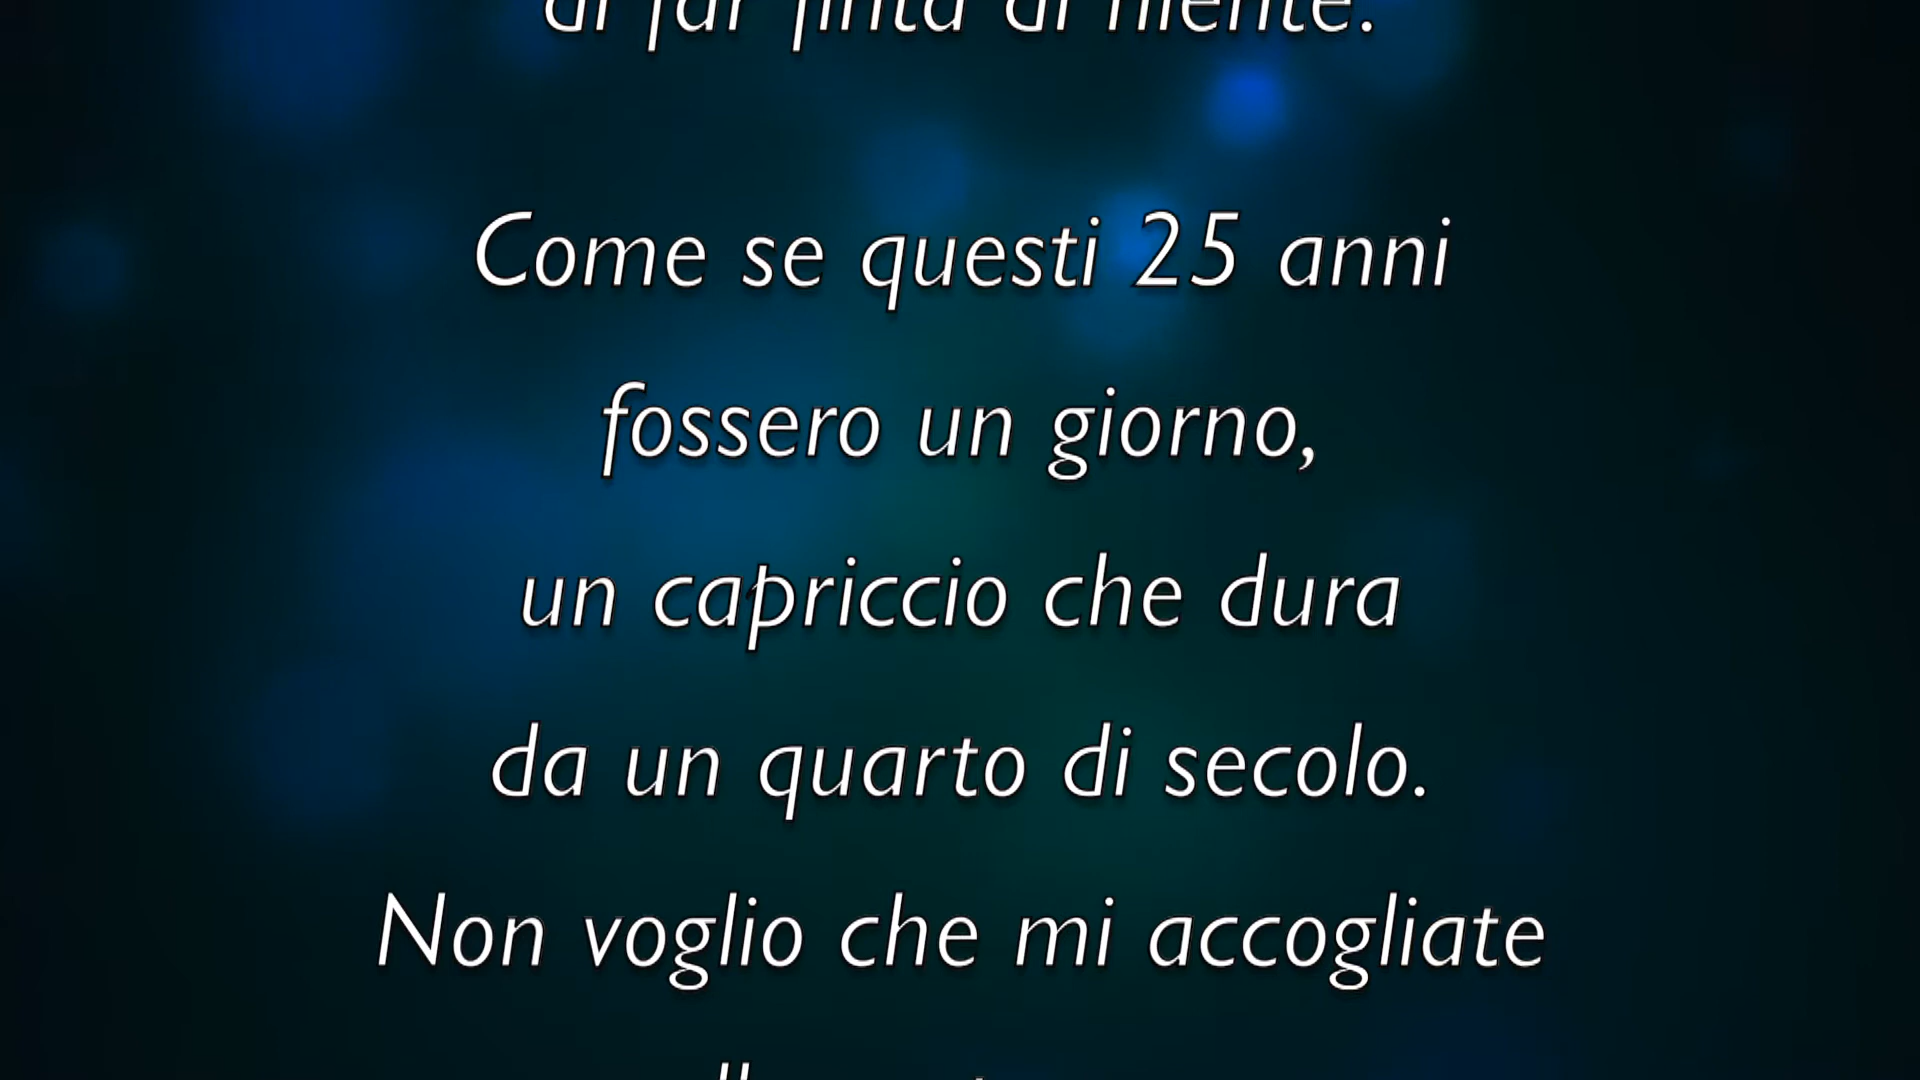 di far finta di niente.
Come se questi 25 anni
fossero un giorno,
un capriccio che dura
da un quarto di secolo.
Non voglio che mi accogliate